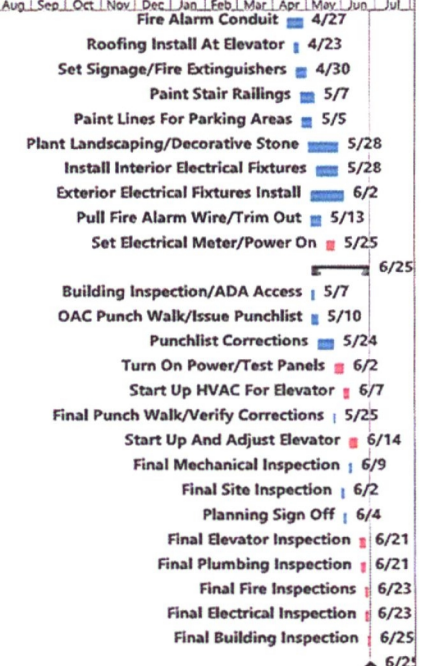 Aug Sep Oct Nov Dec Jan Feb Mar Apr May Jun Jul
Fire Alarm Conduit 4/27
Roofing Install At Elevator 4/23
Set Signage/Fire Extinguishers 4/30
Paint Stair Railings 5/7
Paint Lines For Parking Areas 5/5
Plant Landscaping/Decorative Stone 5/28
Install Interior Electrical Fixtures 5/28
Exterior Electrical Fixtures Install 6/2
Pull Fire Alarm Wire/Trim Out 5/13
Set Electrical Meter/Power On 5/25
6/25
Building Inspection/ADA Access 5/7
OAC Punch Walk/Issue Punchlist 5/10
Punchlist Corrections 5/24
Turn On Power/Test Panels 6/2
Start Up HVAC For Elevator 6/7
Final Punch Walk/Verify Corrections 5/25
Start Up And Adjust Elevator 6/14
Final Mechanical Inspection 6/9
Final Site Inspection 6/2
Planning Sign Off 6/4
Final Elevator Inspection 6/21
Final Plumbing Inspection 6/21
Final Fire Inspections 6/23
Final Electrical Inspection 6/23
Final Building Inspection 6/25